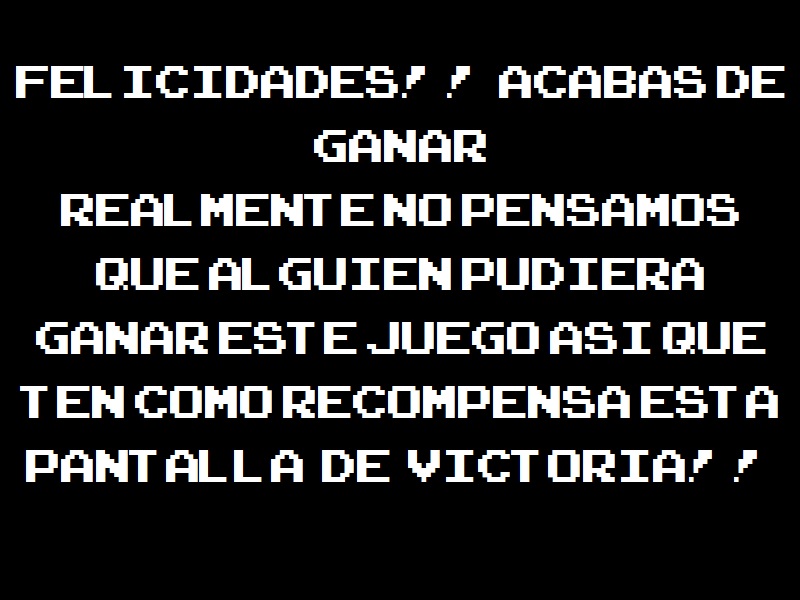 FELICIDADES!! ACABAS DE
GANAR
REALMENTE NO PENSAMOS
QUE ALGUIEN PUDIERA
GANAR ESTE JUEGO ASI QUE
TEN COMO RECOMPENSA ESTA
PANTALLA DE VICTORIA!!